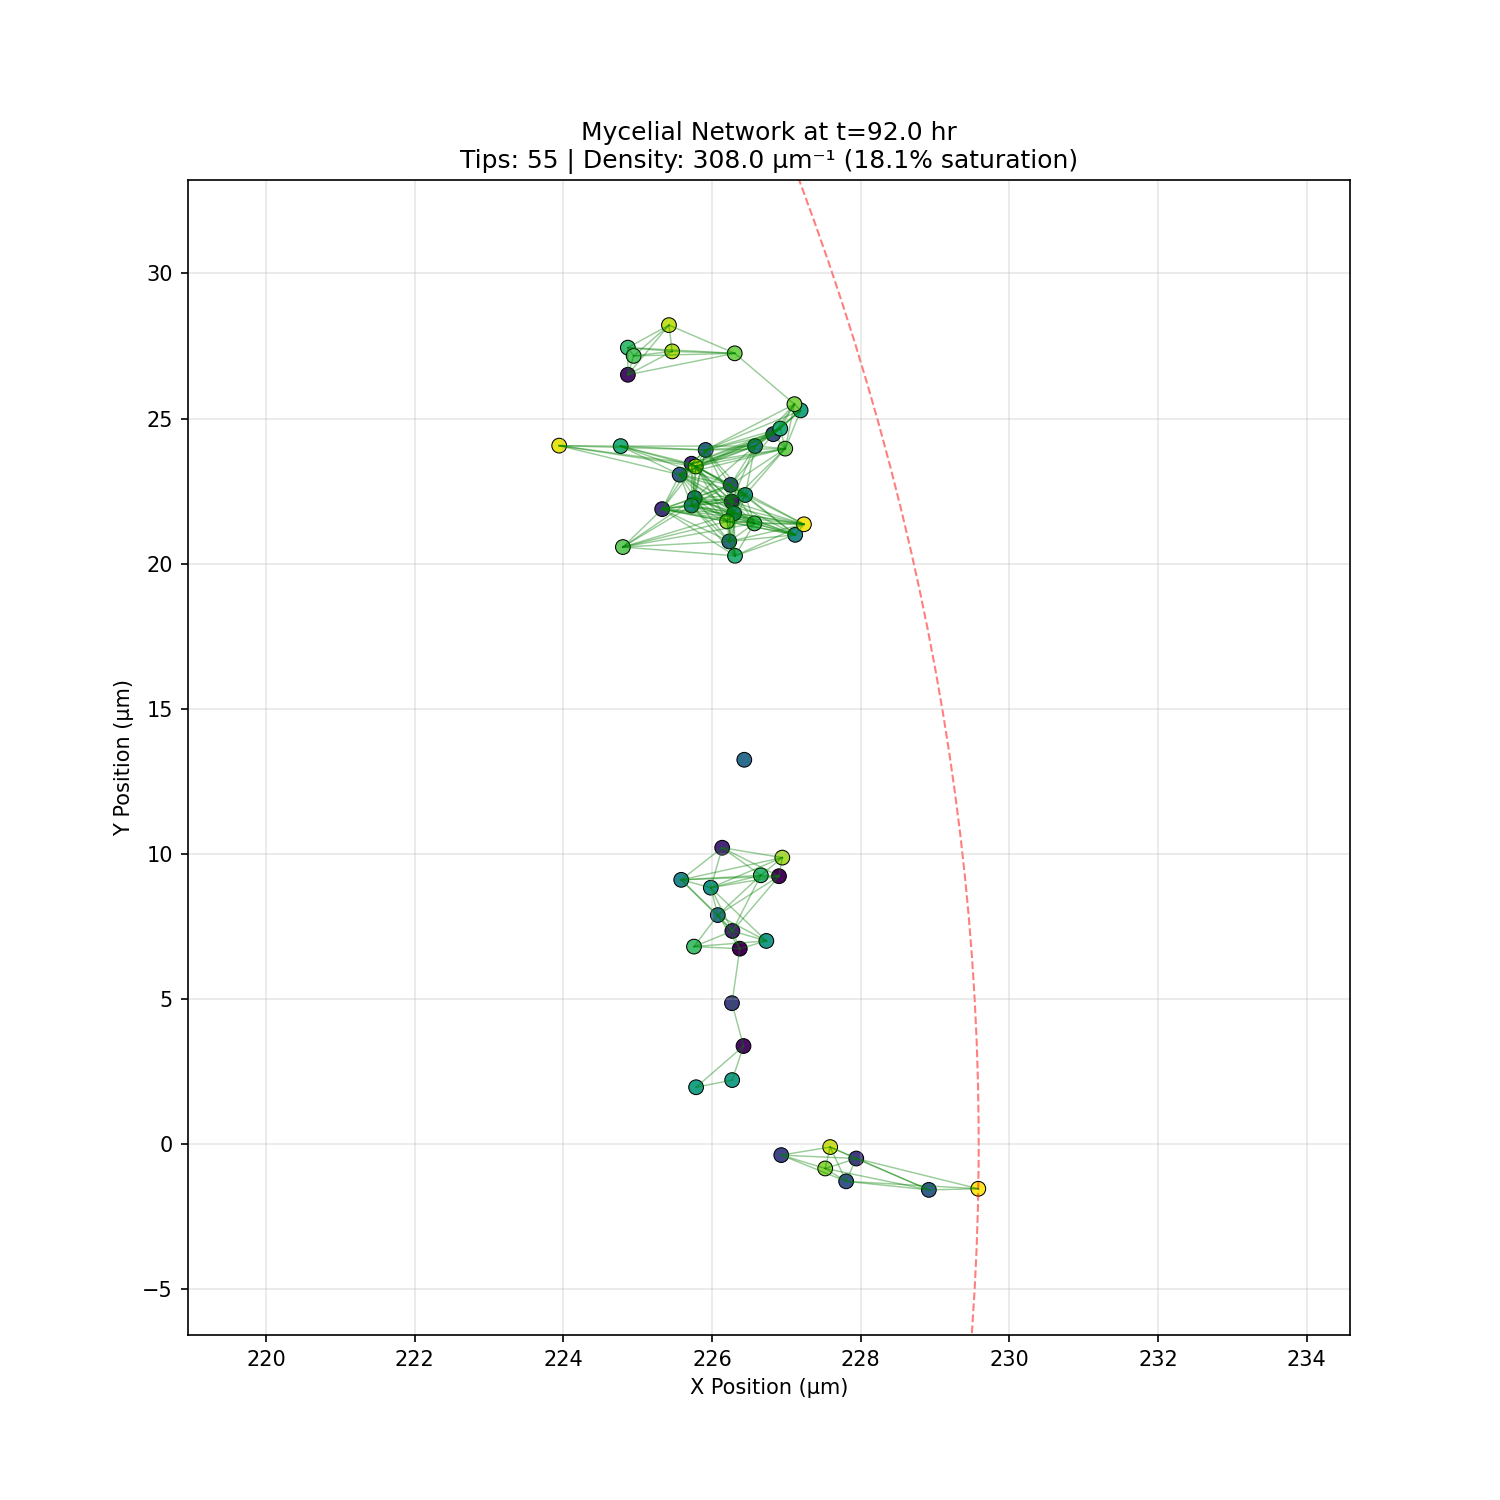 Mycelial Network at t=92.0 hr
Tips: 55 | Density: 308.0 μm⁻¹ (18.1% saturation)
Y Position (μm)
30
25
20
15
10
5
0
−5
220 222 224 226 228 230 232 234
X Position (μm)